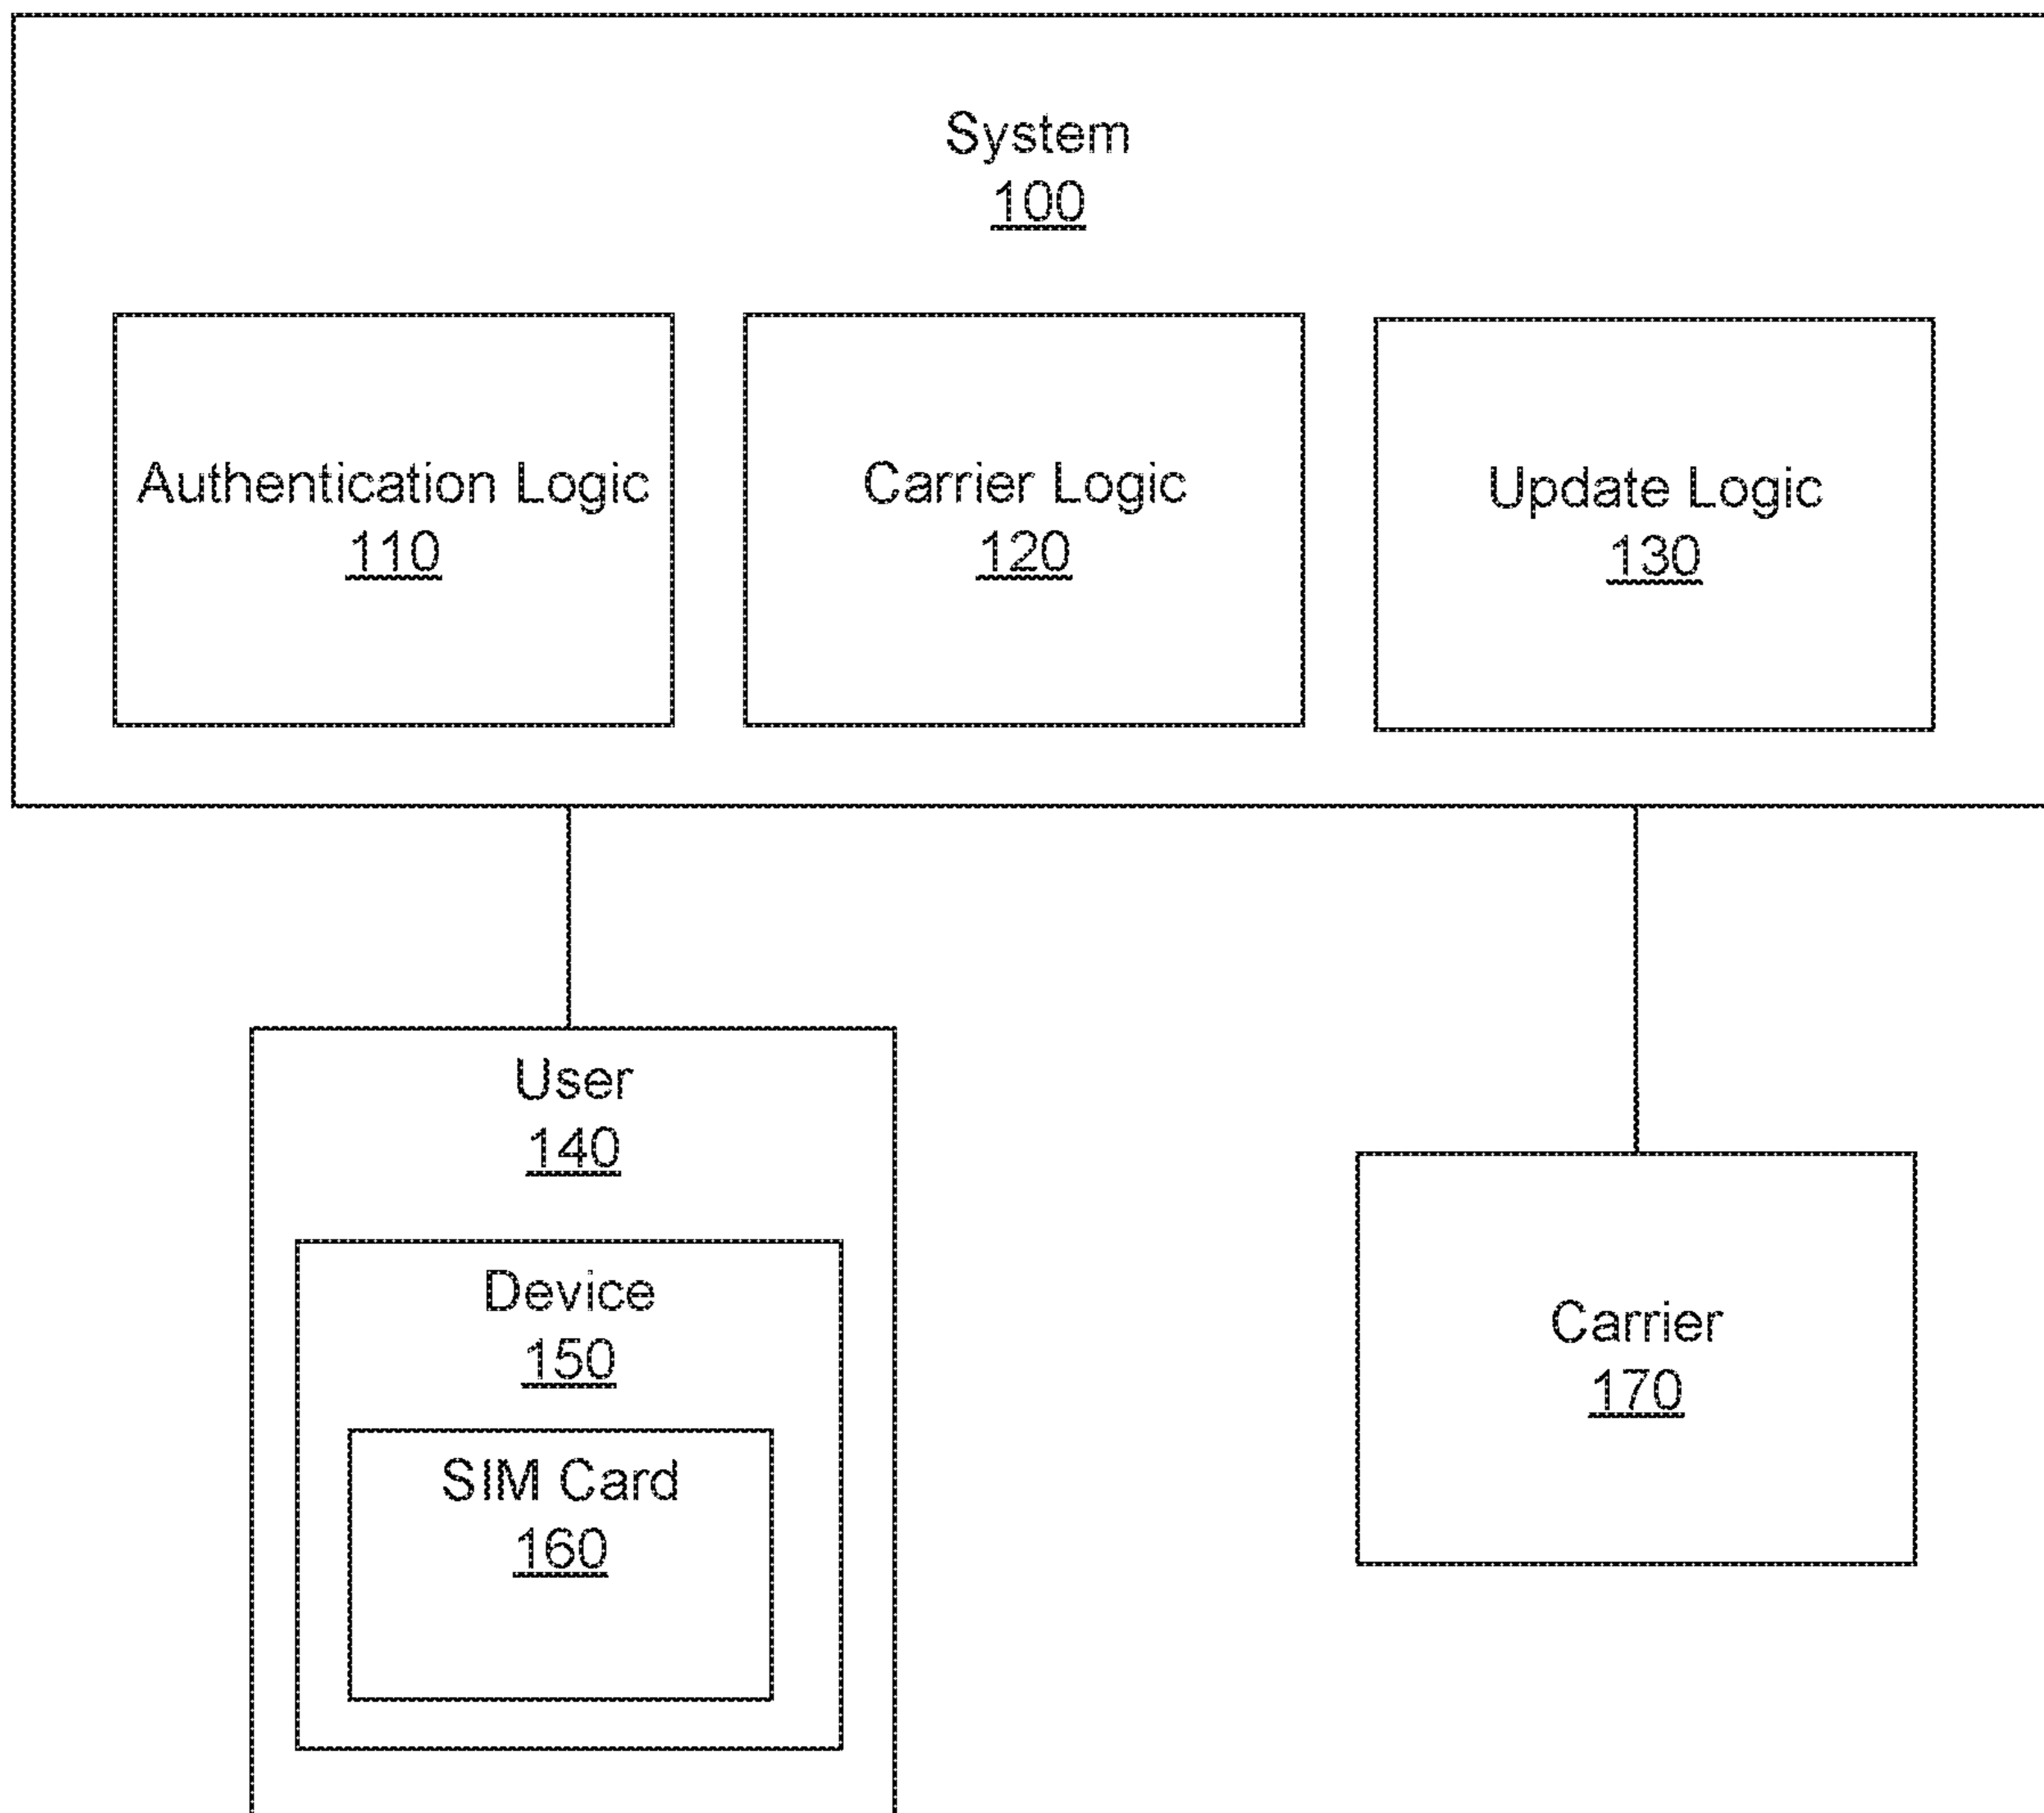 System
100
Authentication Logic
110
Carrier Logic
120
Update Logic
130
User
140
Device
150
SIM Card
160
Carrier
170